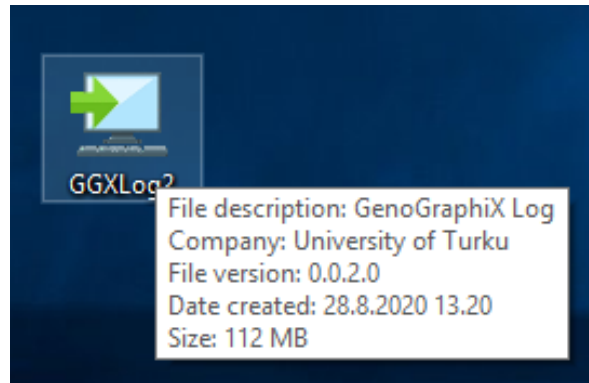 GGXLog2
File description: GenoGraphiX Log
Company: University of Turku
File version: 0.0.2.0
Date created: 28.8.2020 13.20
Size: 112 MB